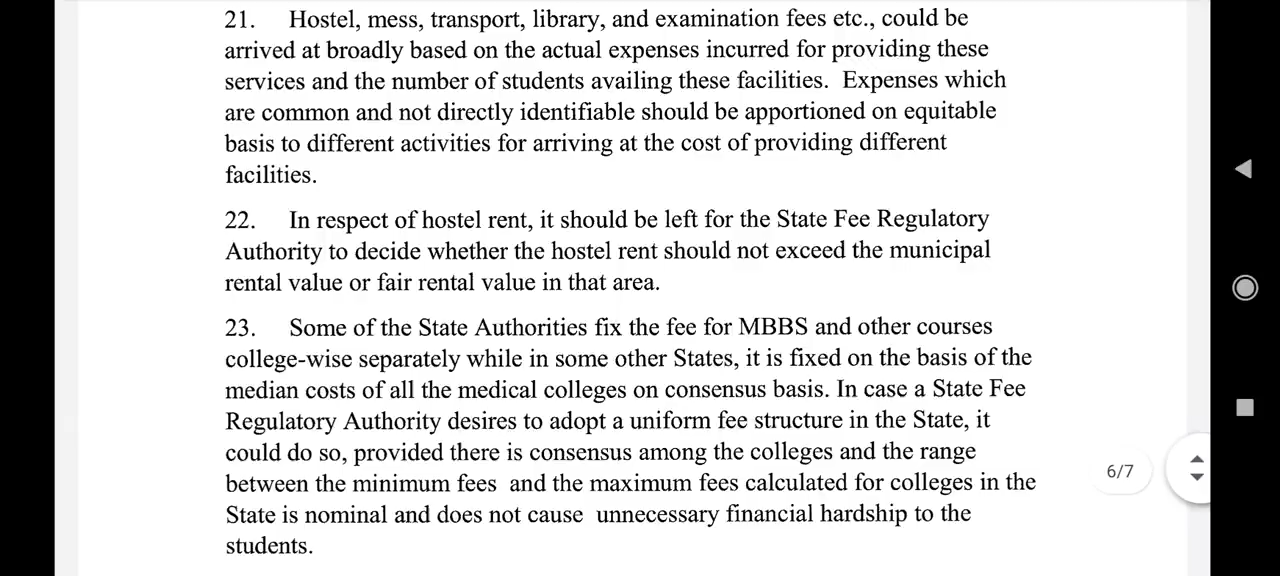 21. Hostel, mess, transport, library, and examination fees etc., could be
arrived at broadly based on the actual expenses incurred for providing these
services and the number of students availing these facilities. Expenses which
are common and not directly identifiable should be apportioned on equitable
basis to different activities for arriving at the cost of providing different
facilities.
22. In respect of hostel rent, it should be left for the State Fee Regulatory
Authority to decide whether the hostel rent should not exceed the municipal
rental value or fair rental value in that area.
23. Some of the State Authorities fix the fee for MBBS and other courses
college-wise separately while in some other States, it is fixed on the basis of the
median costs of all the medical colleges on consensus basis. In case a State Fee
Regulatory Authority desires to adopt a uniform fee structure in the State, it
could do so, provided there is consensus among the colleges and the range
between the minimum fees and the maximum fees calculated for colleges in the
State is nominal and does not cause unnecessary financial hardship to the
students.
6/7